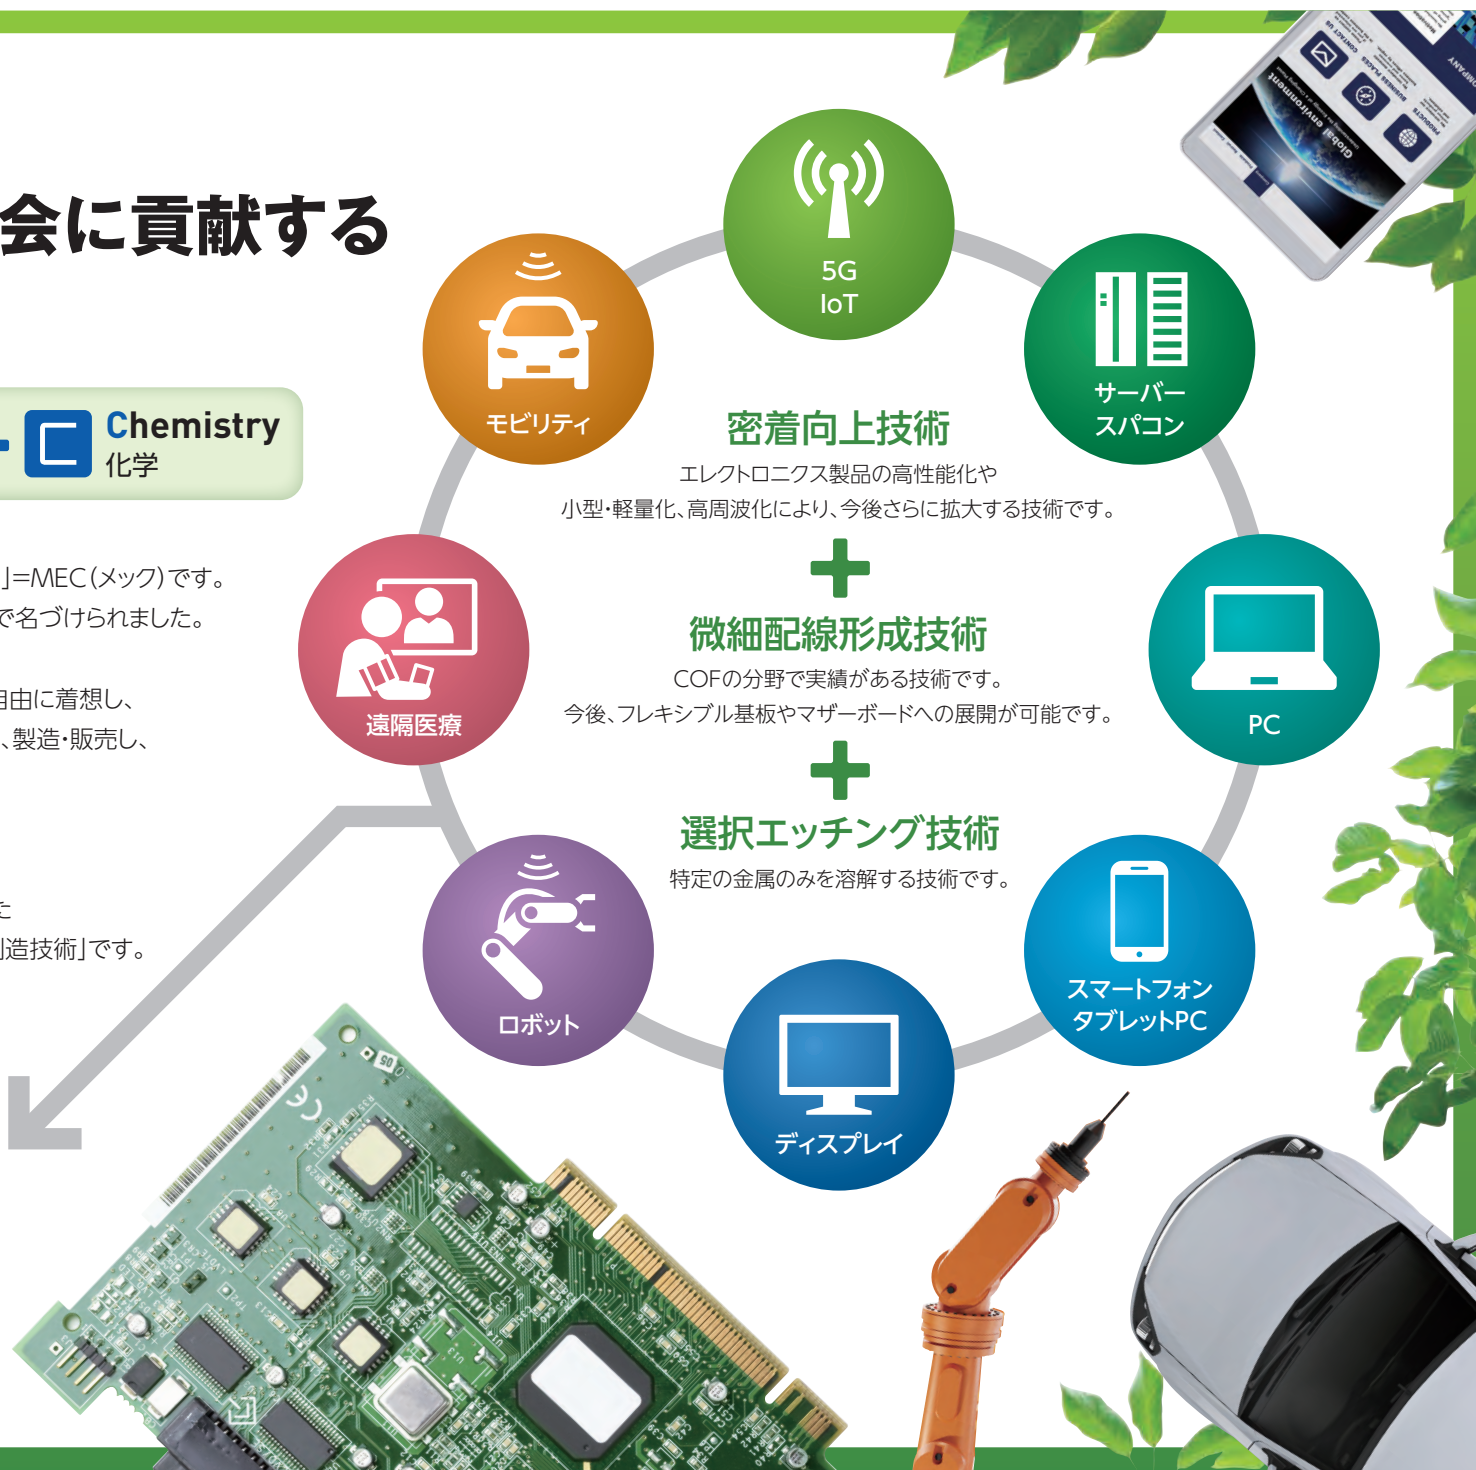 会に貢献する
Chemistry
化学
」=MEC(メック)です。
で名づけられました。
自由に着想し、
、製造・販売し、
た
創造技術」です。
5G
IoT
モビリティ
サーバー
スパコン
密着向上技術
エレクトロニクス製品の高性能化や
小型・軽量化、高周波化により、今後さらに拡大する技術です。
微細配線形成技術
COFの分野で実績がある技術です。
今後、フレキシブル基板やマザーボードへの展開が可能です。
選択エッチング技術
特定の金属のみを溶解する技術です。
遠隔医療
PC
ロボット
スマートフォン
タブレットPC
ディスプレイ
CONTACT US
BUSINESS PLACES
PRODUCTS
Global environment